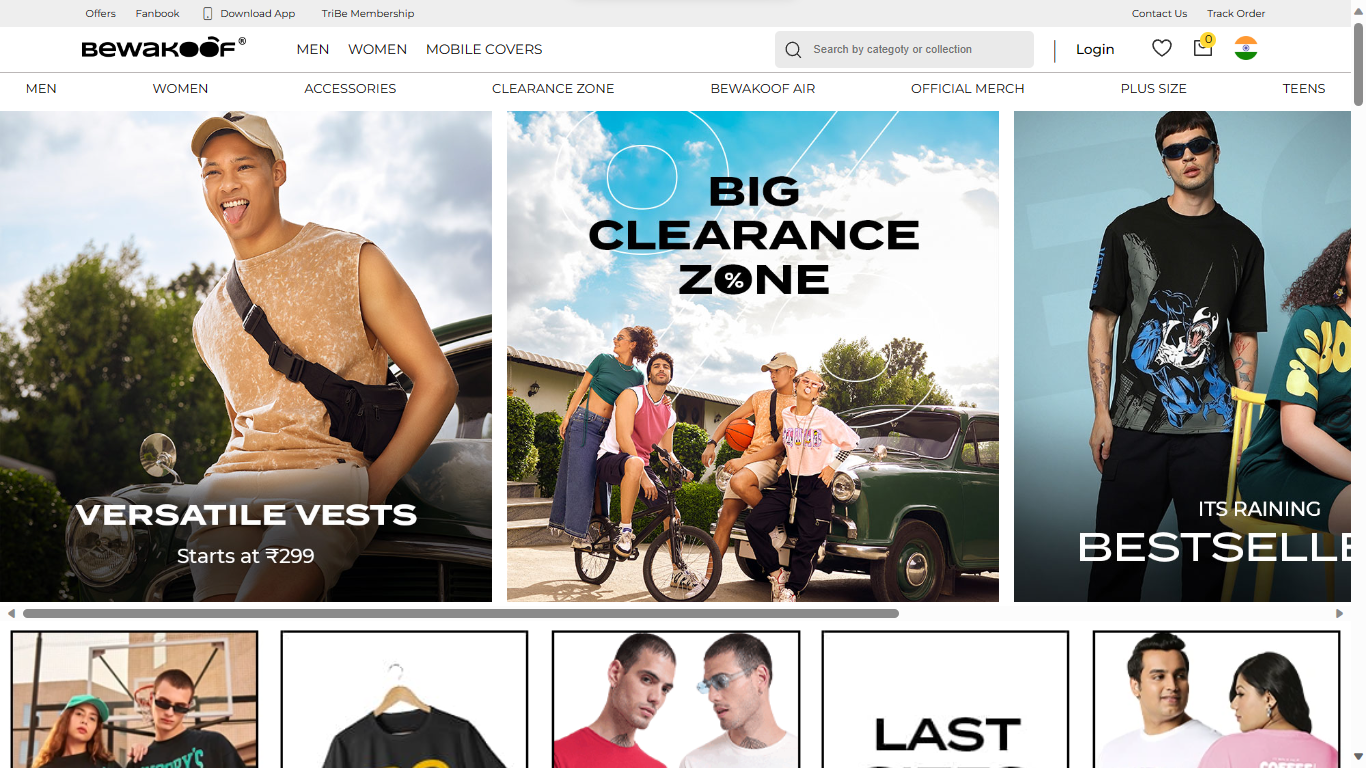 Offers Fanbook Download App TriBe Membership Contact Us Track Order
BEWAKOOF® MEN WOMEN MOBILE COVERS Search by categoty or collection Login 0
MEN WOMEN ACCESSORIES CLEARANCE ZONE BEWAKOOF AIR OFFICIAL MERCH PLUS SIZE TEENS
VERSATILE VESTS
Starts at ₹299
BIG
CLEARANCE
Z%NE
ITS RAINING
BESTSELLE
LAST